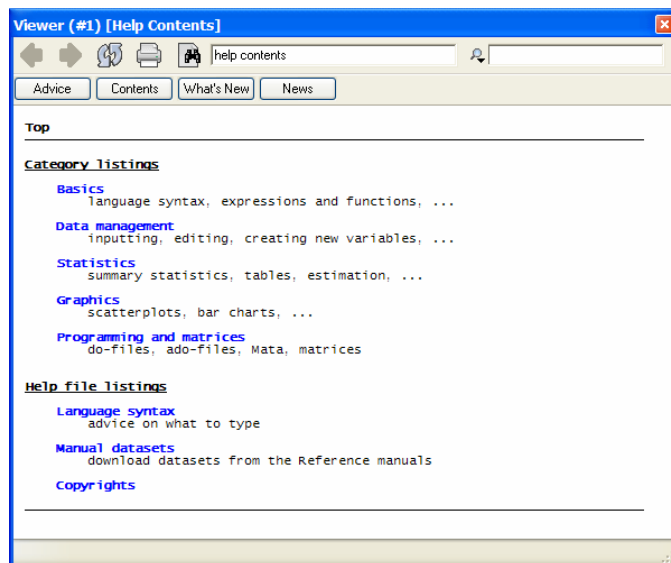 Viewer (#1) [Help Contents]
help contents
Advice Contents What's New News
Top
Category listings
Basics
language syntax, expressions and functions, ...
Data management
inputting, editing, creating new variables, ...
Statistics
summary statistics, tables, estimation, ...
Graphics
scatterplots, bar charts, ...
Programming and matrices
do-files, ado-files, Mata, matrices
Help file listings
Language syntax
advice on what to type
Manual datasets
download datasets from the Reference manuals
Copyrights